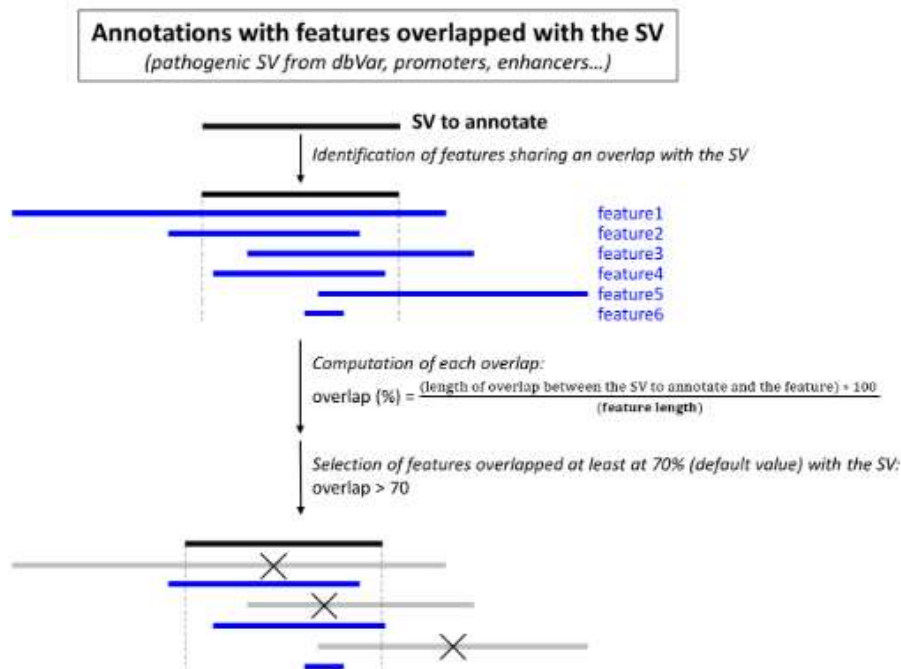 Annotations with features overlapped with the SV
(pathogenic SV from dbVar, promoters, enhancers...)
SV to annotate
Identification of features sharing an overlap with the SV
feature1
feature2
feature3
feature4
feature5
feature6
Computation of each overlap:
overlap (%) = (length of overlap between the SV to annotate and the feature) * 100
(feature length)
Selection of features overlapped at least at 70% (default value) with the SV:
overlap > 70